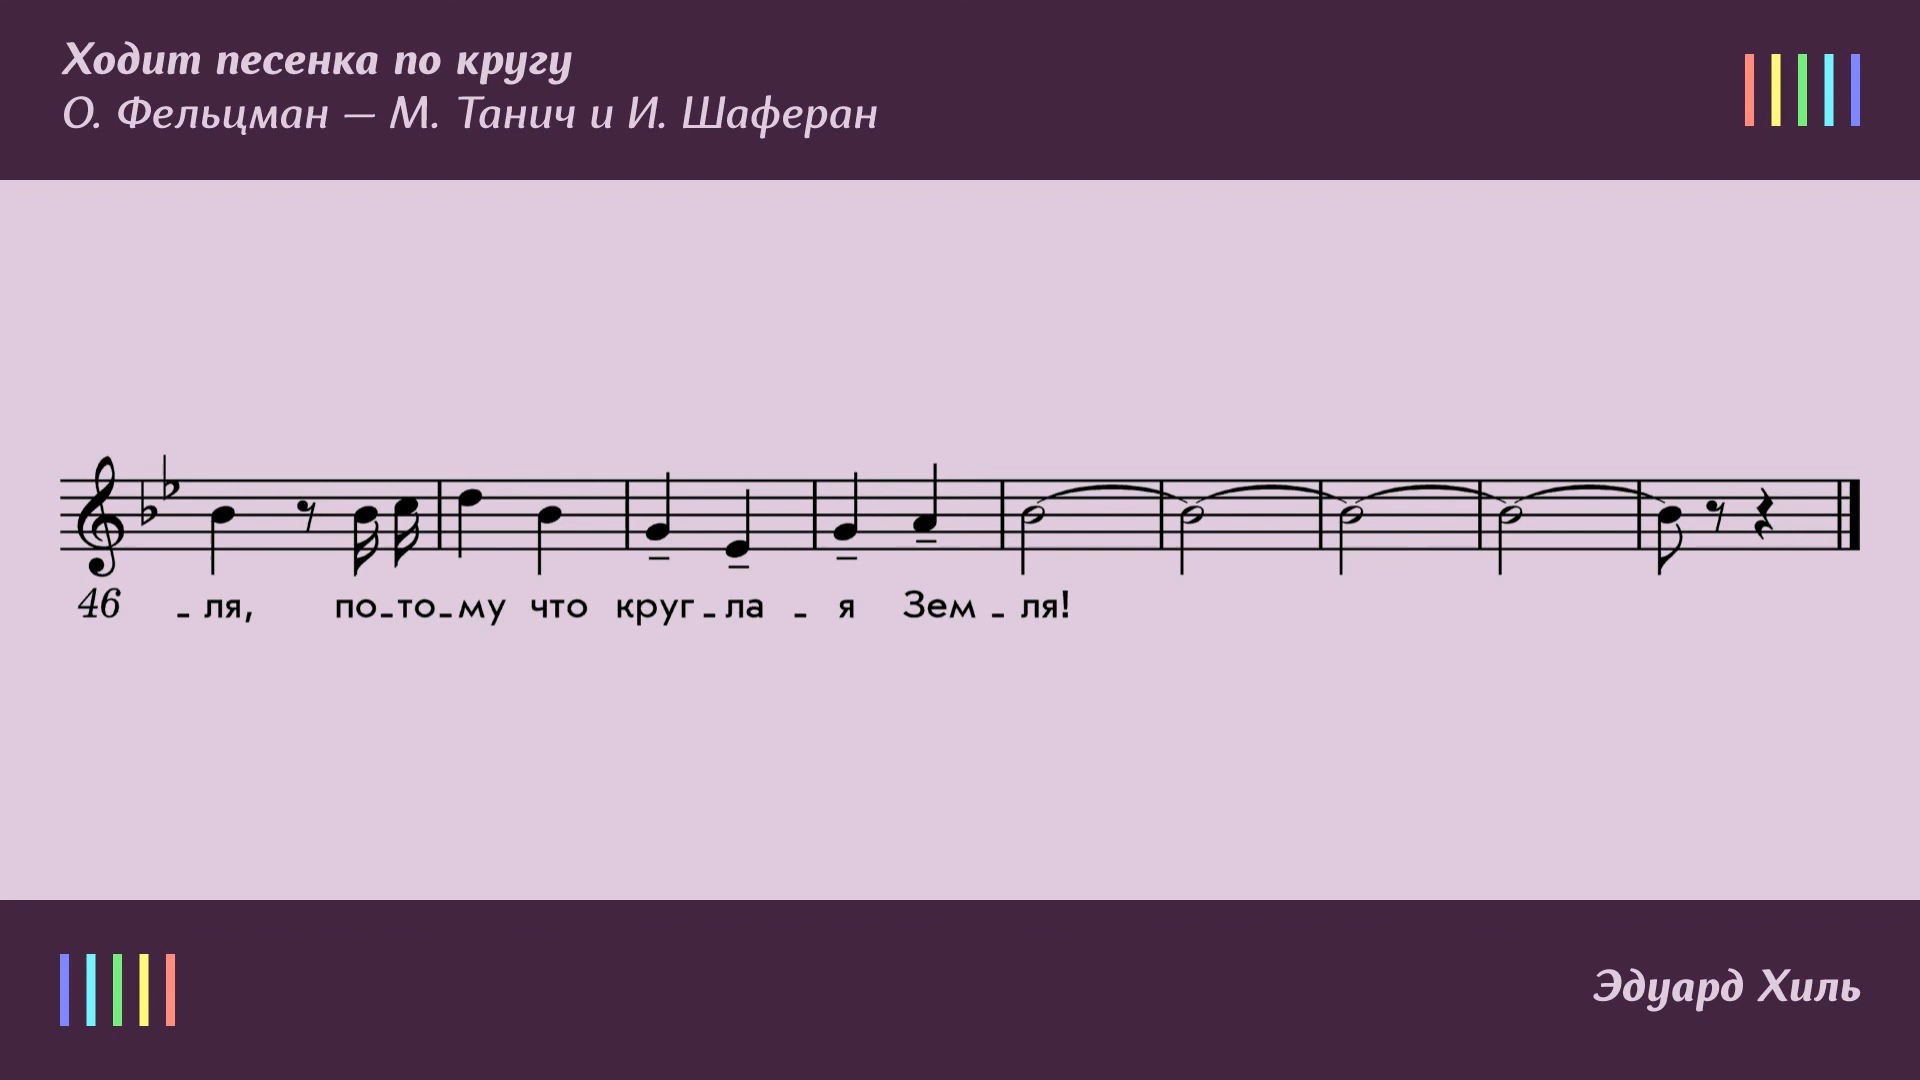 Ходит песенка по кругу
О. Фельцман — М. Танич и И. Шаферан
46 - ля, по-то-му что круг-ла - я Зем - ля!
Эдуард Хиль